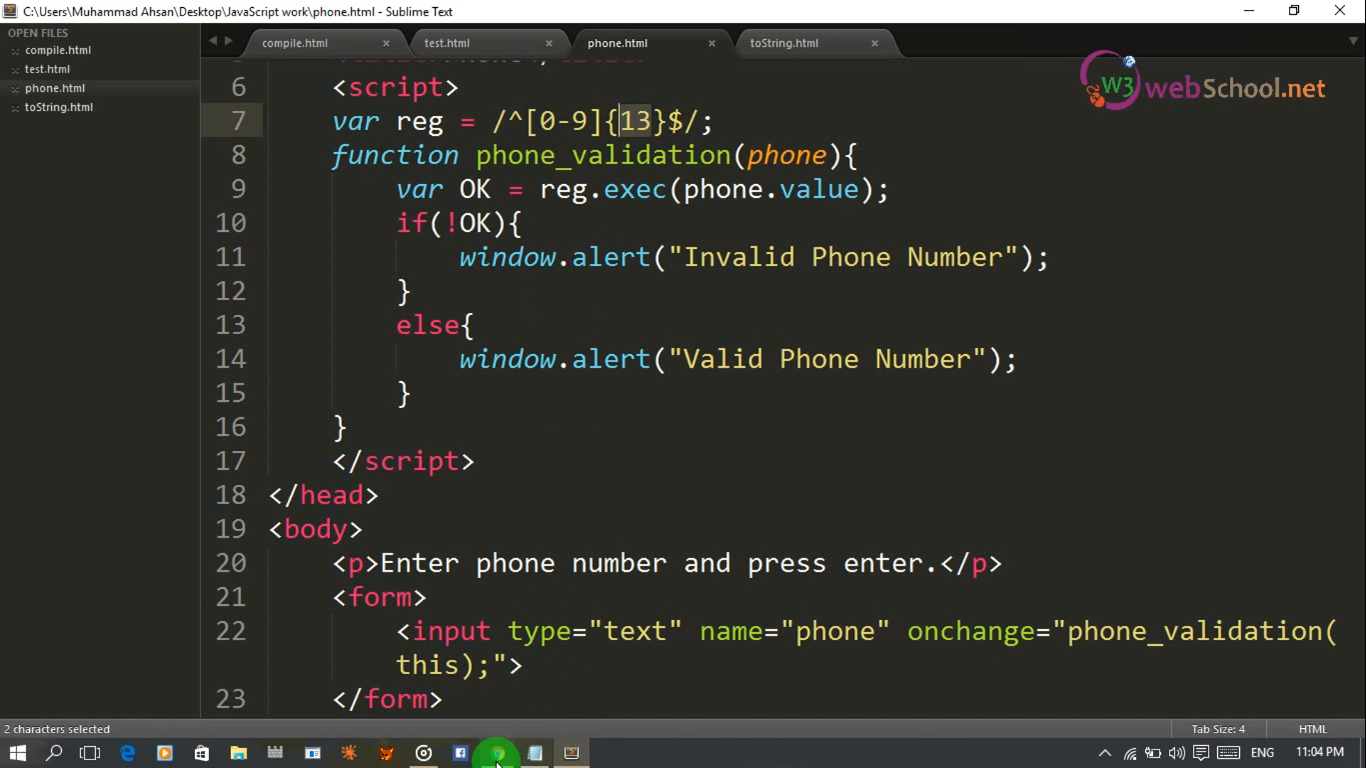 C:\Users\Muhammad Ahsan\Desktop\JavaScript work\phone.html - Sublime Text
OPEN FILES
compile.html
test.html
phone.html
toString.html
compile.html
test.html
phone.html
toString.html
W3 webSchool.net
6 <script>
7 var reg = /^[0-9]{13}$/;
8 function phone_validation(phone){
9 var OK = reg.exec(phone.value);
10 if(!OK){
11 window.alert("Invalid Phone Number");
12 }
13 else{
14 window.alert("Valid Phone Number");
15 }
16 }
17 </script>
18 </head>
19 <body>
20 <p>Enter phone number and press enter.</p>
21 <form>
22 <input type="text" name="phone" onchange="phone_validation(
this);">
23 </form>
2 characters selected
Tab Size: 4
HTML
ENG
11:04 PM